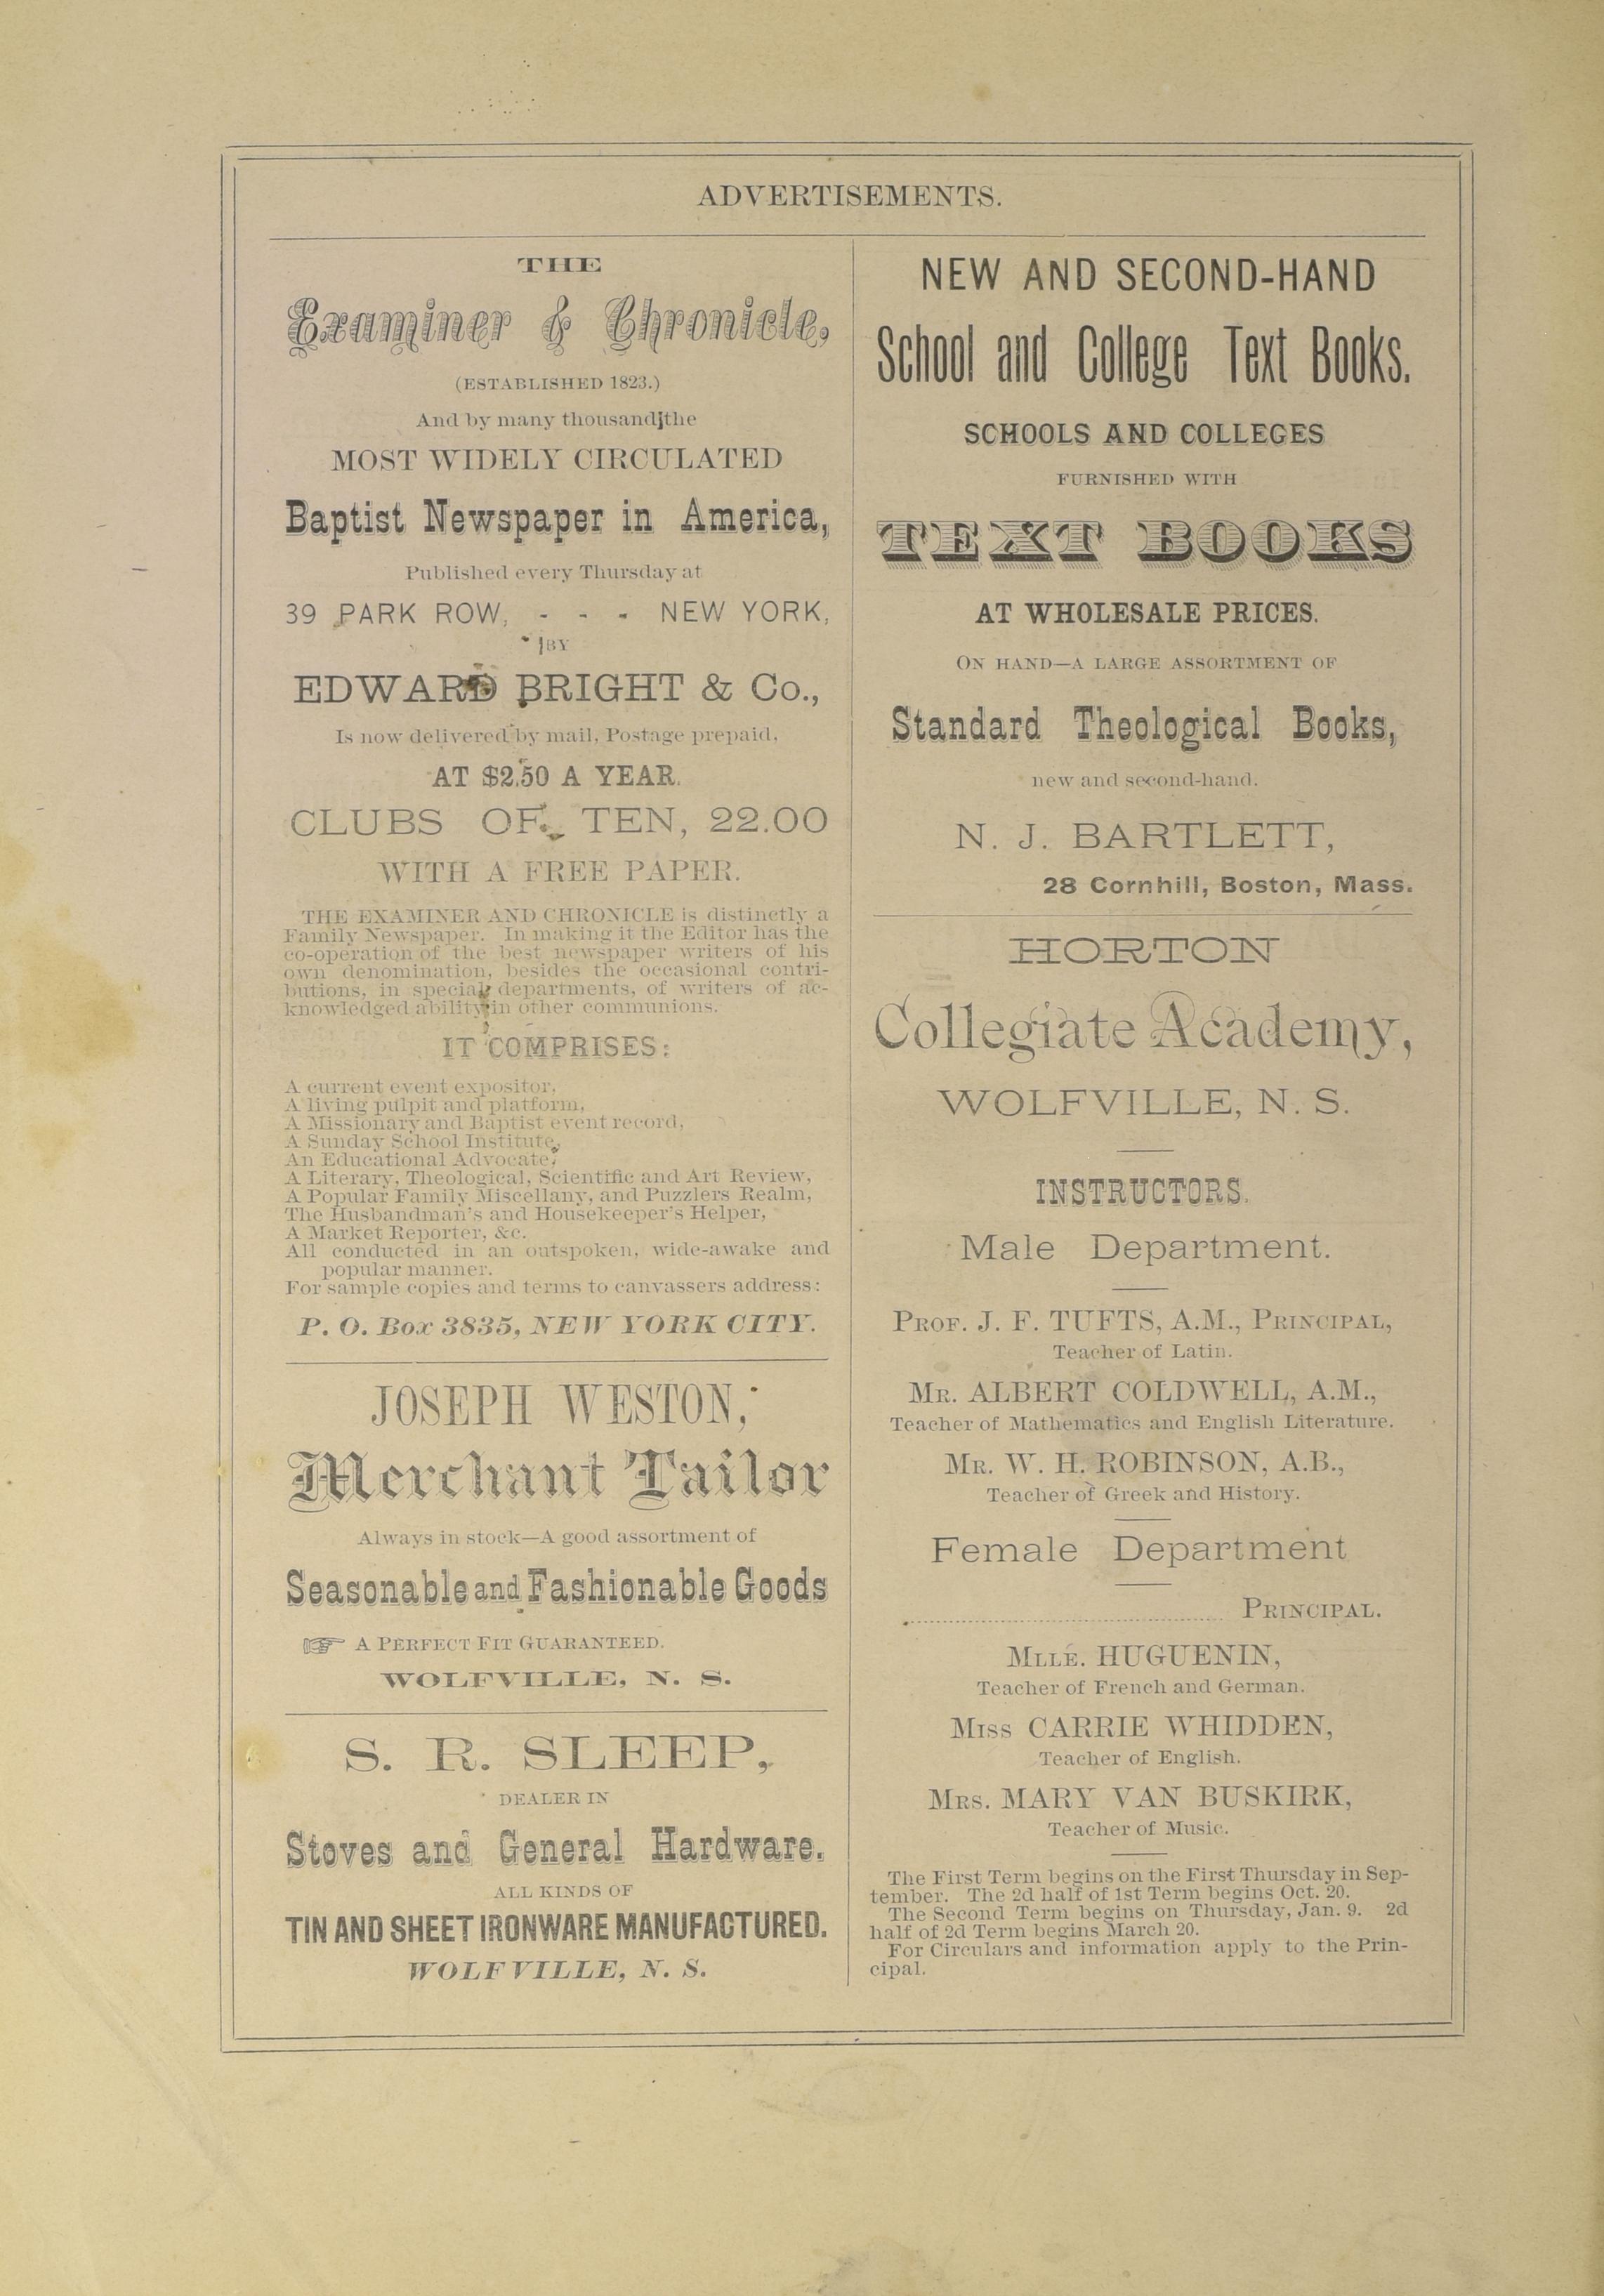 ADVERTISEMENTS.
THE
Examiner & Chronicle,
(ESTABLISHED 1823.)
And by many thousand the
MOST WIDELY CIRCULATED
Baptist Newspaper in America,
Published every Thursday at
39 PARK ROW, - - - NEW YORK,
BY
EDWARD BRIGHT & Co.,
Is now delivered by mail, Postage prepaid,
AT $2.50 A YEAR.
CLUBS OF TEN, 22.00
WITH A FREE PAPER.
THE EXAMINER AND CHRONICLE is distinctly a
Family Newspaper. In making it the Editor has the
co-operation of the best newspaper writers of his
own denomination, besides the occasional contri-
butions, in special departments, of writers of ac-
knowledged ability in other communions.
IT COMPRISES:
A current event expositor,
A living pulpit and platform,
A Missionary and Baptist event record,
A Sunday School Institute,
An Educational Advocate,
A Literary, Theological, Scientific and Art Review,
A Popular Family Miscellany, and Puzzlers Realm,
The Husbandman's and Housekeeper's Helper,
A Market Reporter, &c.
All conducted in an outspoken, wide-awake and
popular manner.
For sample copies and terms to canvassers address:
P. O. Box 3835, NEW YORK CITY.
JOSEPH WESTON,
Merchant Tailor
Always in stock—A good assortment of
Seasonable and Fashionable Goods
☞ A PERFECT FIT GUARANTEED.
WOLFVILLE, N. S.
S. R. SLEEP,
DEALER IN
Stoves and General Hardware.
ALL KINDS OF
TIN AND SHEET IRONWARE MANUFACTURED.
WOLFVILLE, N. S.
NEW AND SECOND-HAND
School and College Text Books.
SCHOOLS AND COLLEGES
FURNISHED WITH
TEXT BOOKS
AT WHOLESALE PRICES.
ON HAND—A LARGE ASSORTMENT OF
Standard Theological Books,
new and second-hand.
N. J. BARTLETT,
28 Cornhill, Boston, Mass.
HORTON
Collegiate Academy,
WOLFVILLE, N. S.
INSTRUCTORS.
Male Department.
PROF. J. F. TUFTS, A.M., PRINCIPAL,
Teacher of Latin.
MR. ALBERT COLDWELL, A.M.,
Teacher of Mathematics and English Literature.
MR. W. H. ROBINSON, A.B.,
Teacher of Greek and History.
Female Department
.......................................... PRINCIPAL.
MLLE. HUGUENIN,
Teacher of French and German.
MISS CARRIE WHIDDEN,
Teacher of English.
MRS. MARY VAN BUSKIRK,
Teacher of Music.
The First Term begins on the First Thursday in Sep-
tember. The 2d half of 1st Term begins Oct. 20.
The Second Term begins on Thursday, Jan. 9. 2d
half of 2d Term begins March 20.
For Circulars and information apply to the Prin-
cipal.